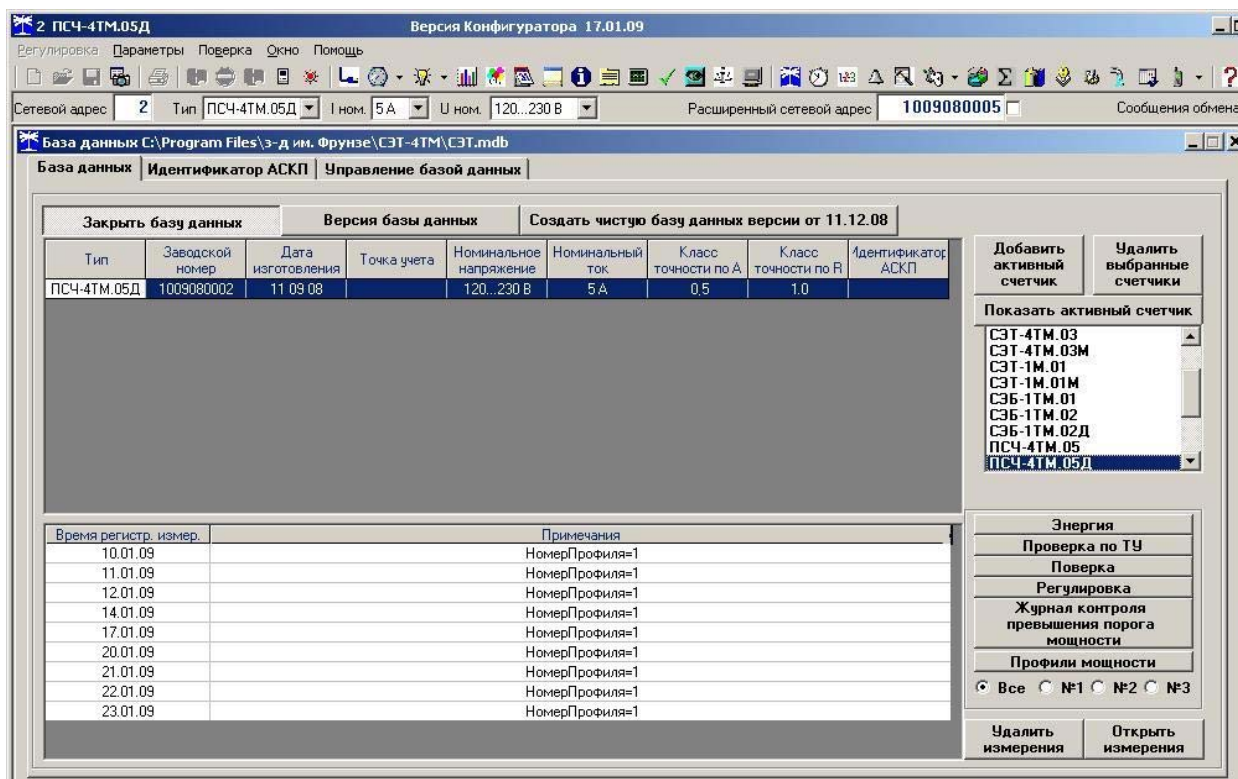 2 ПСЧ-4ТМ.05Д Версия Конфигуратора 17.01.09
Регулировка Параметры Поверка Окно Помощь
Сетевой адрес 2 Тип ПСЧ-4ТМ.05Д I ном. 5 А U ном. 120...230 В Расширенный сетевой адрес 1009080005 Сообщения обмена
База данных C:\Program Files\з-д им. Фрунзе\СЭТ-4ТМ\СЭТ.mdb
База данных Идентификатор АСКП Управление базой данных
Закрыть базу данных Версия базы данных Создать чистую базу данных версии от 11.12.08
Тип Заводской номер Дата изготовления Точка учета Номинальное напряжение Номинальный ток Класс точности по А Класс точности по R Идентификатор АСКП
ПСЧ-4ТМ.05Д 1009080002 11 09 08 120...230 В 5 А 0,5 1.0
Добавить активный счетчик
Удалить выбранные счетчики
Показать активный счетчик
СЭТ-4ТМ.03
СЭТ-4ТМ.03М
СЭТ-1М.01
СЭТ-1М.01М
СЭБ-1ТМ.01
СЭБ-1ТМ.02
СЭБ-1ТМ.02Д
ПСЧ-4ТМ.05
ПСЧ-4ТМ.05Д
Время регистр. измер. Примечания
10.01.09 НомерПрофиля=1
11.01.09 НомерПрофиля=1
12.01.09 НомерПрофиля=1
14.01.09 НомерПрофиля=1
17.01.09 НомерПрофиля=1
20.01.09 НомерПрофиля=1
21.01.09 НомерПрофиля=1
22.01.09 НомерПрофиля=1
23.01.09 НомерПрофиля=1
Энергия
Проверка по ТУ
Поверка
Регулировка
Журнал контроля
превышения порога
мощности
Профили мощности
Все №1 №2 №3
Удалить измерения
Открыть измерения